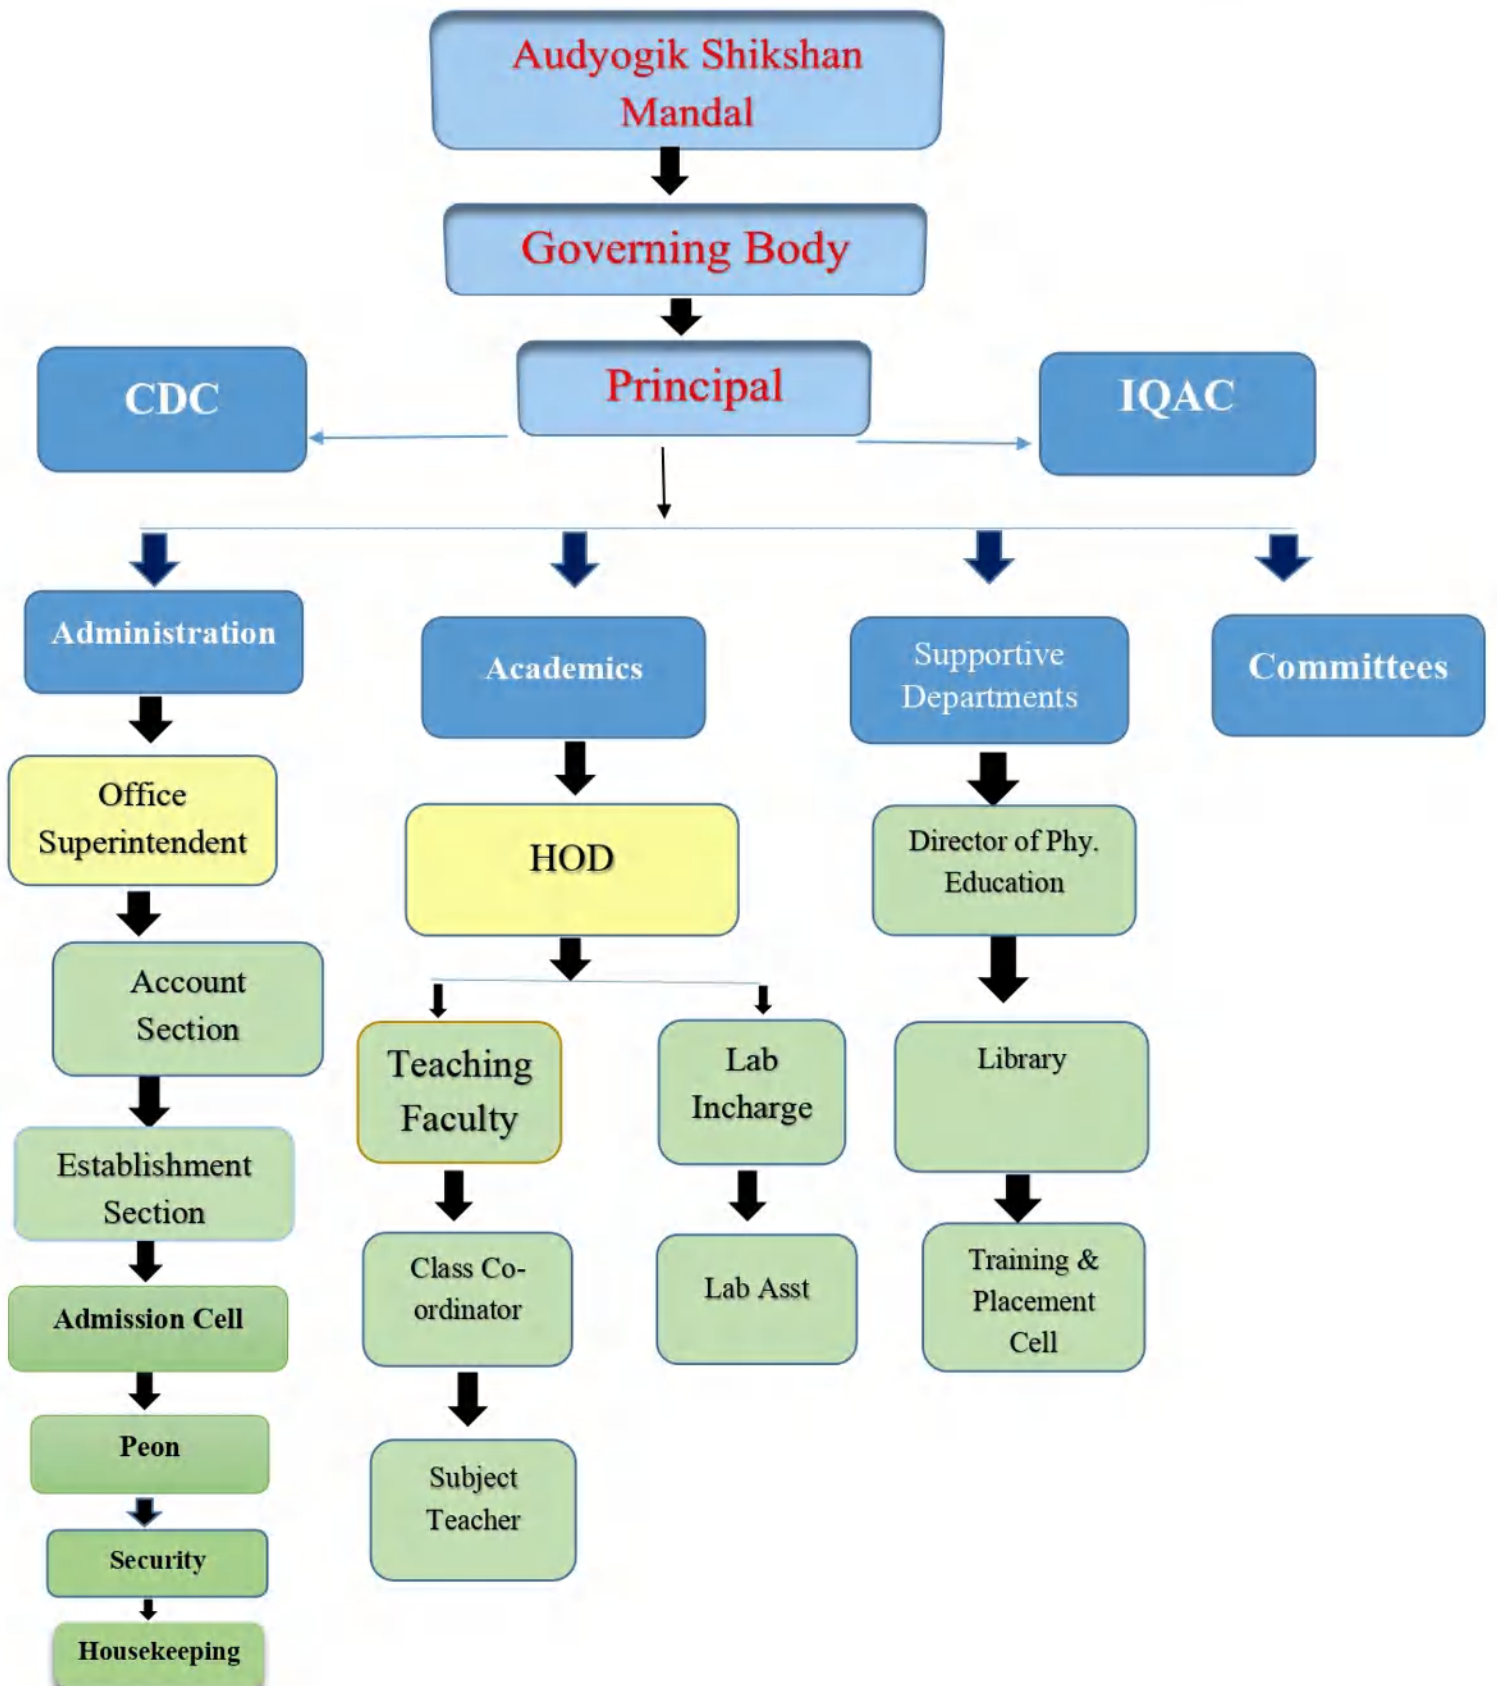 Audyogik Shikshan
Mandal
Governing Body
Principal
CDC
IQAC
Administration
Academics
Supportive
Departments
Committees
Office
Superintendent
HOD
Director of Phy.
Education
Account
Section
Teaching
Faculty
Lab
Incharge
Library
Establishment
Section
Class Co-
ordinator
Lab Asst
Training &
Placement
Cell
Admission Cell
Peon
Subject
Teacher
Security
Housekeeping